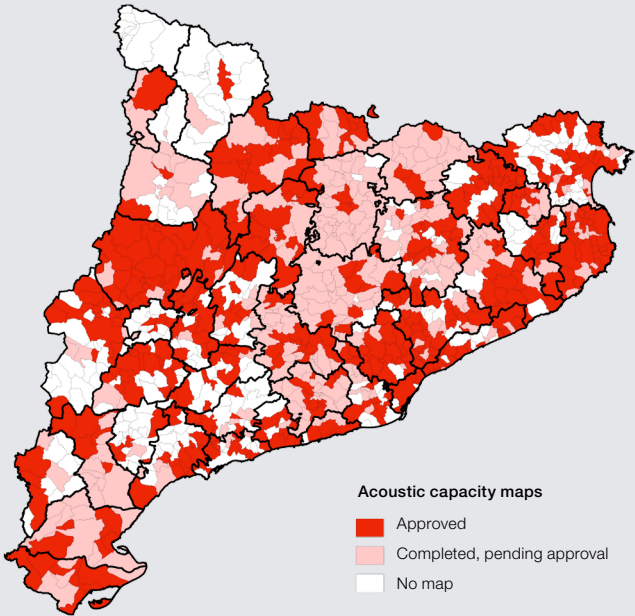 Acoustic capacity maps
Approved
Completed, pending approval
No map